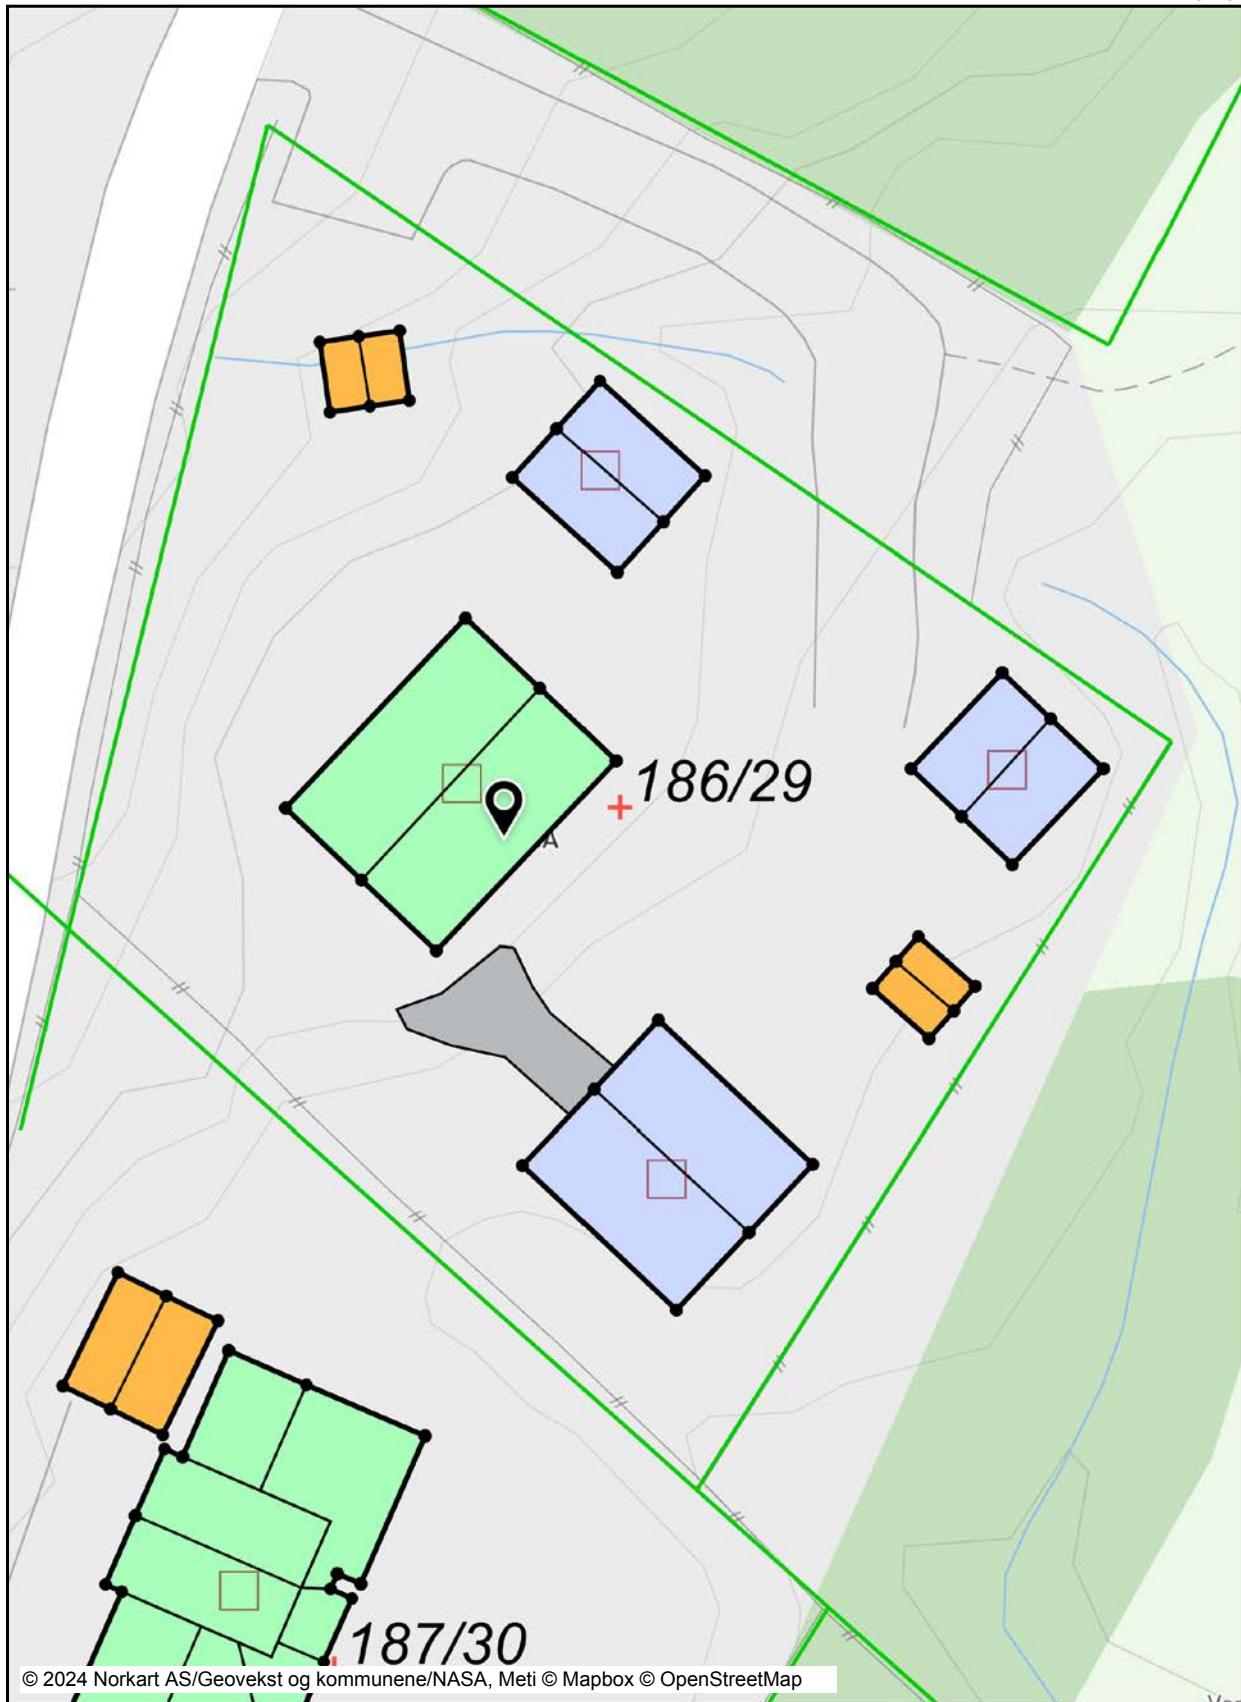 186/29
A
187/30
© 2024 Norkart AS/Geovekst og kommunene/NASA, Meti © Mapbox © OpenStreetMap